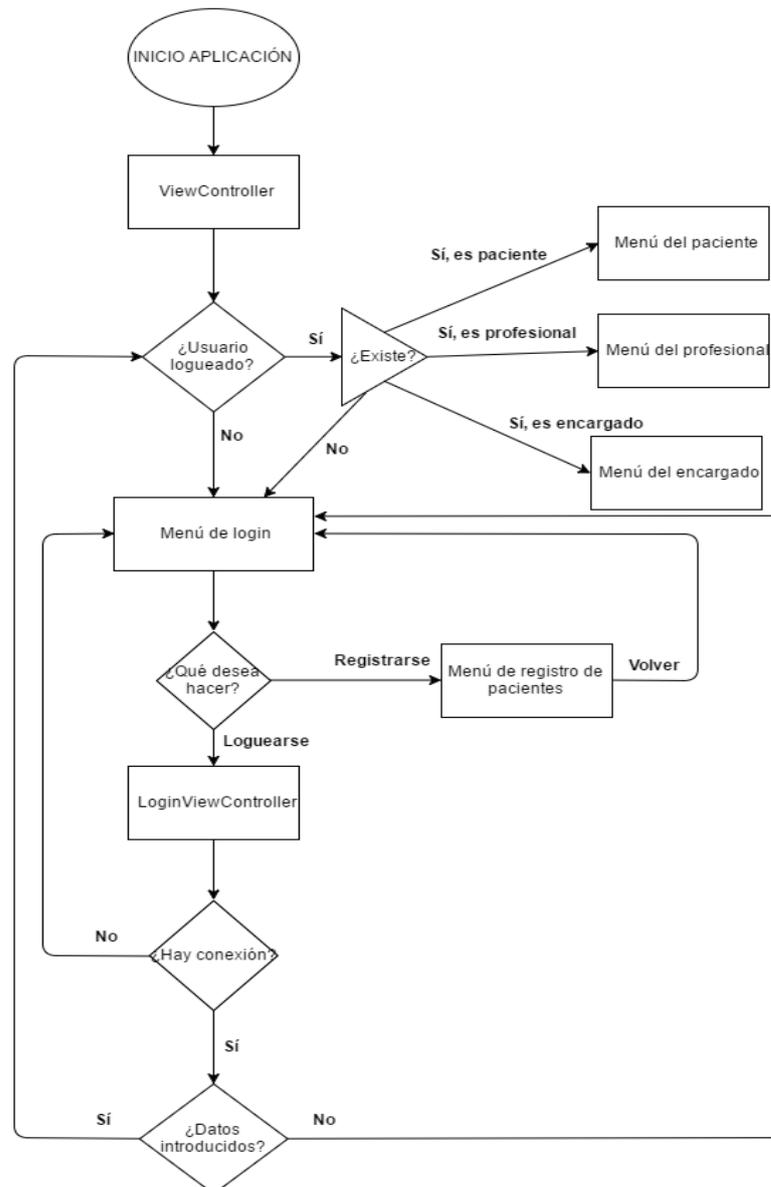 INICIO APLICACIÓN
ViewController
Sí, es paciente
Menú del paciente
¿Usuario
logueado?
Sí
¿Existe?
Sí, es profesional
Menú del profesional
No
No
Sí, es encargado
Menú del encargado
Menú de login
¿Qué desea
hacer?
Registrarse
Menú de registro de
pacientes
Volver
Loguearse
LoginViewController
No
¿Hay conexión?
Sí
Sí
¿Datos
introducidos?
No